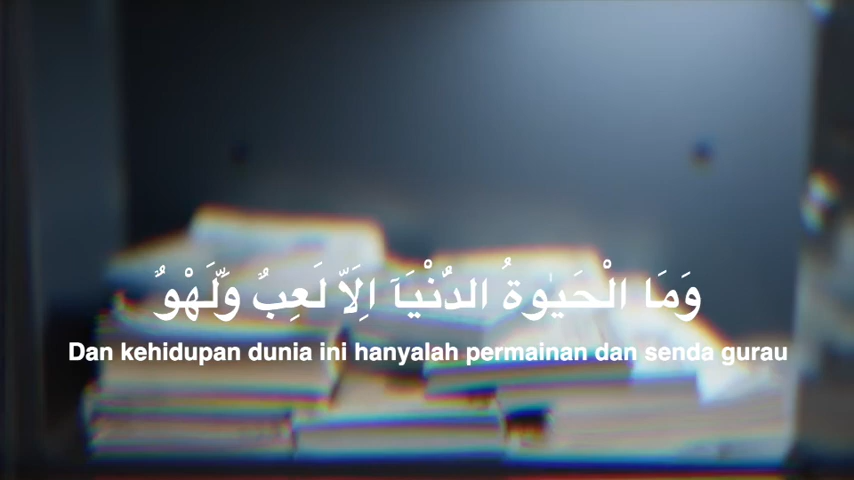 وَمَا الْحَيٰوةُ الدُّنْيَآ اِلَّا لَعِبٌ وَّلَهْوٌ
Dan kehidupan dunia ini hanyalah permainan dan senda gurau